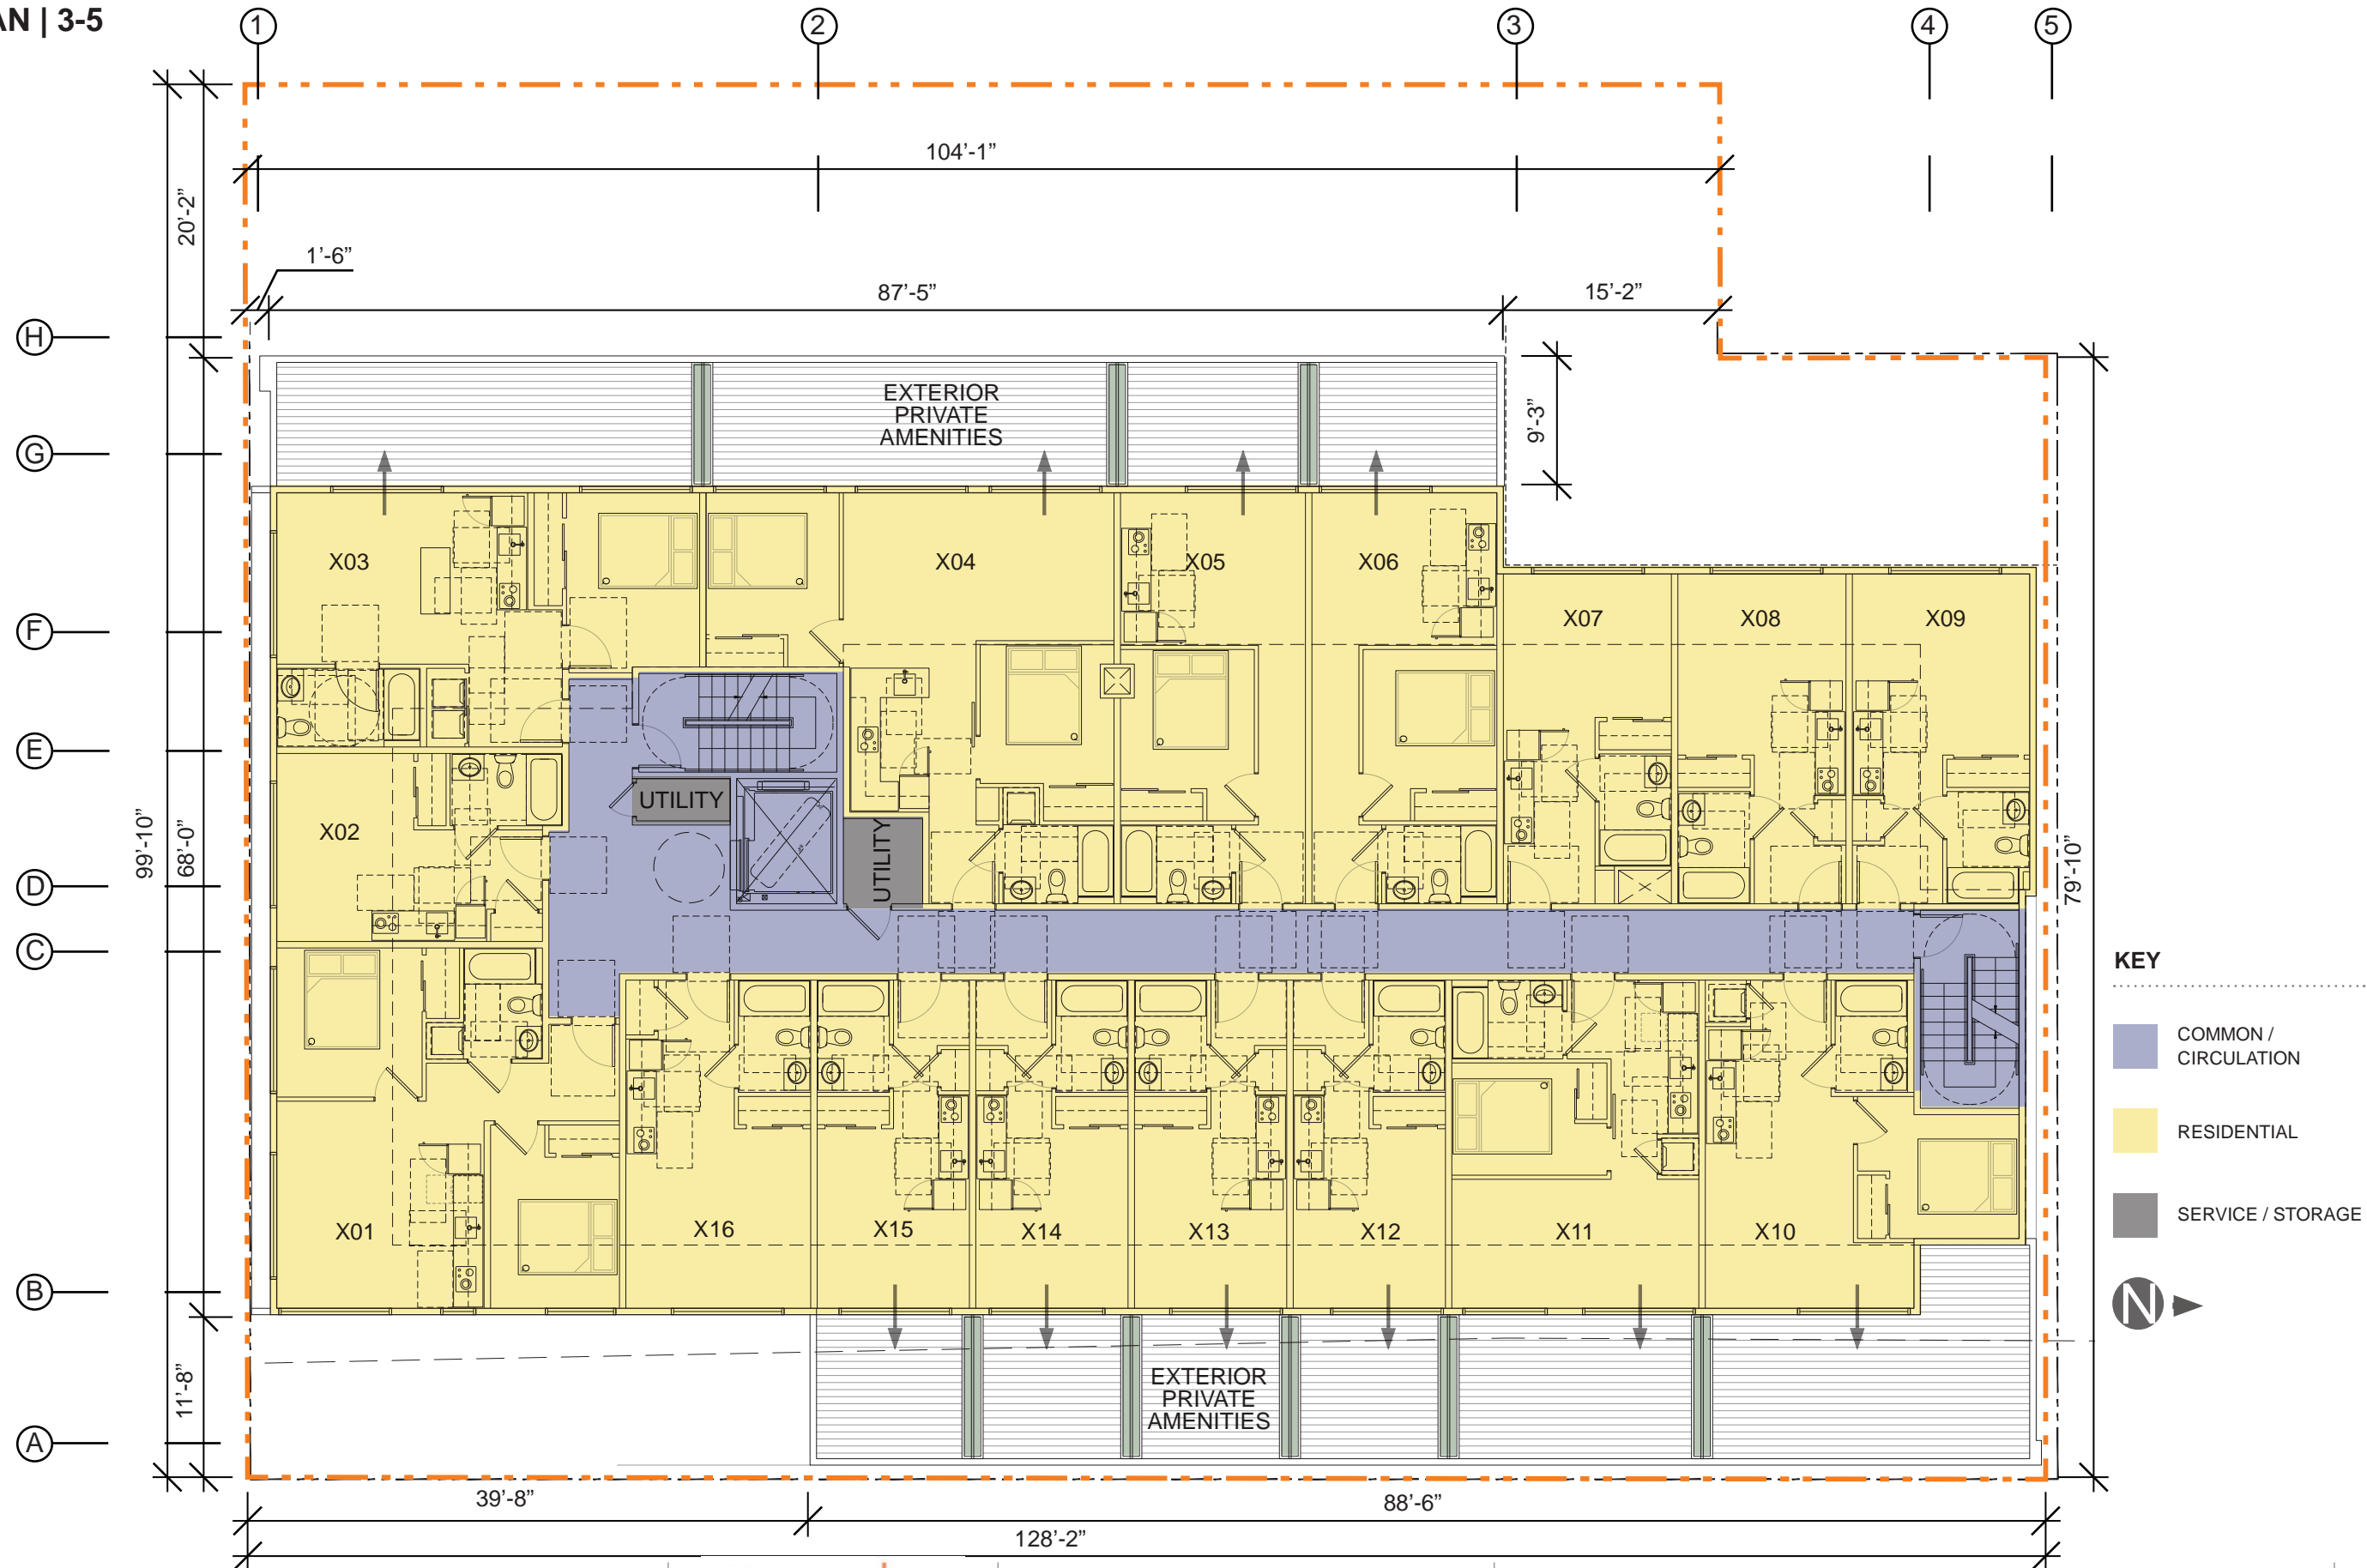 AN | 3-5
1
2
3
4
5
104’-1”
20’-2”
1’-6”
87’-5”
15’-2”
H
EXTERIOR
PRIVATE
AMENITIES
9’-3”
G
X03
X04
X05
X06
F
X07
X08
X09
E
UTILITY
X02
UTILITY
99’-10”
68’-0”
79’-10”
D
C
KEY
COMMON /
CIRCULATION
RESIDENTIAL
SERVICE / STORAGE
X01
X16
X15
X14
X13
X12
X11
X10
B
N
EXTERIOR
PRIVATE
AMENITIES
11’-8”
A
39’-8”
88’-6”
128’-2”